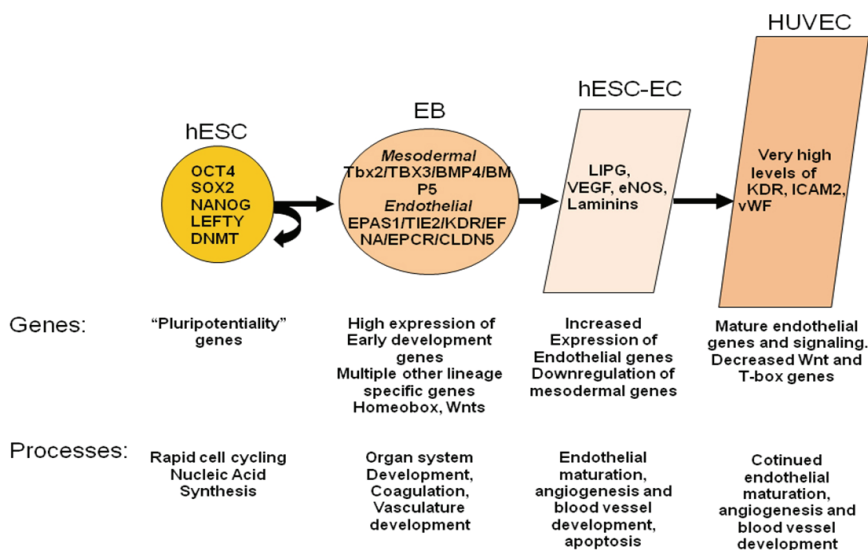 hESC
OCT4
SOX2
NANOG
LEFTY
DNMT
EB
Mesodermal
Tbx2/TBX3/BMP4/BM
P5
Endothelial
EPAS1/TIE2/KDR/EF
NA/EPCR/CLDN5
hESC-EC
LIPG,
VEGF, eNOS,
Laminins
HUVEC
Very high
levels of
KDR, ICAM2,
vWF
Genes:
"Pluripotentiality"
genes
High expression of
Early development
genes
Multiple other lineage
specific genes
Homeobox, Wnts
Increased
Expression of
Endothelial genes
Downregulation of
mesodermal genes
Mature endothelial
genes and signaling.
Decreased Wnt and
T-box genes
Processes:
Rapid cell cycling
Nucleic Acid
Synthesis
Organ system
Development,
Coagulation,
Vasculature
development
Endothelial
maturation,
angiogenesis and
blood vessel
development,
apoptosis
Cotinued
endothelial
maturation,
angiogenesis and
blood vessel
development